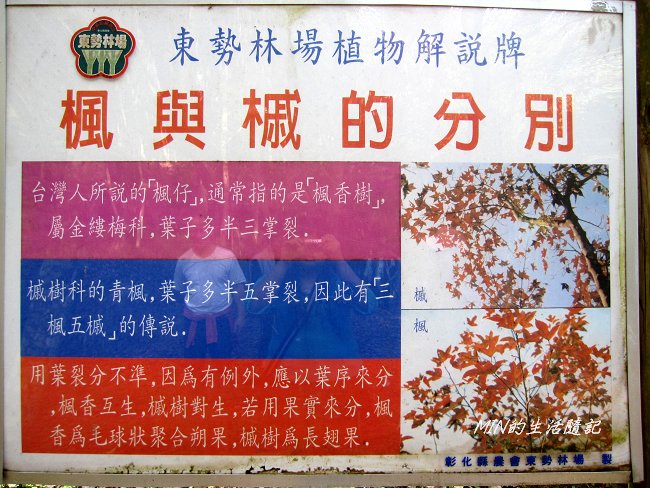 東勢林場
東勢林場植物解說牌
楓與槭的分別
台灣人所說的「楓仔」,通常指的是「楓香樹」,
屬金縷梅科,葉子多半三掌裂.
槭樹科的青楓,葉子多半五掌裂,因此有「三
楓五槭」的傳說.
用葉裂分不準,因爲有例外,應以葉序來分
,楓香互生,槭樹對生,若用果實來分,楓
香爲毛球狀聚合朔果,槭樹爲長翅果.
槭
楓
MIN的生活隨記
彰化縣農會東勢林場 製